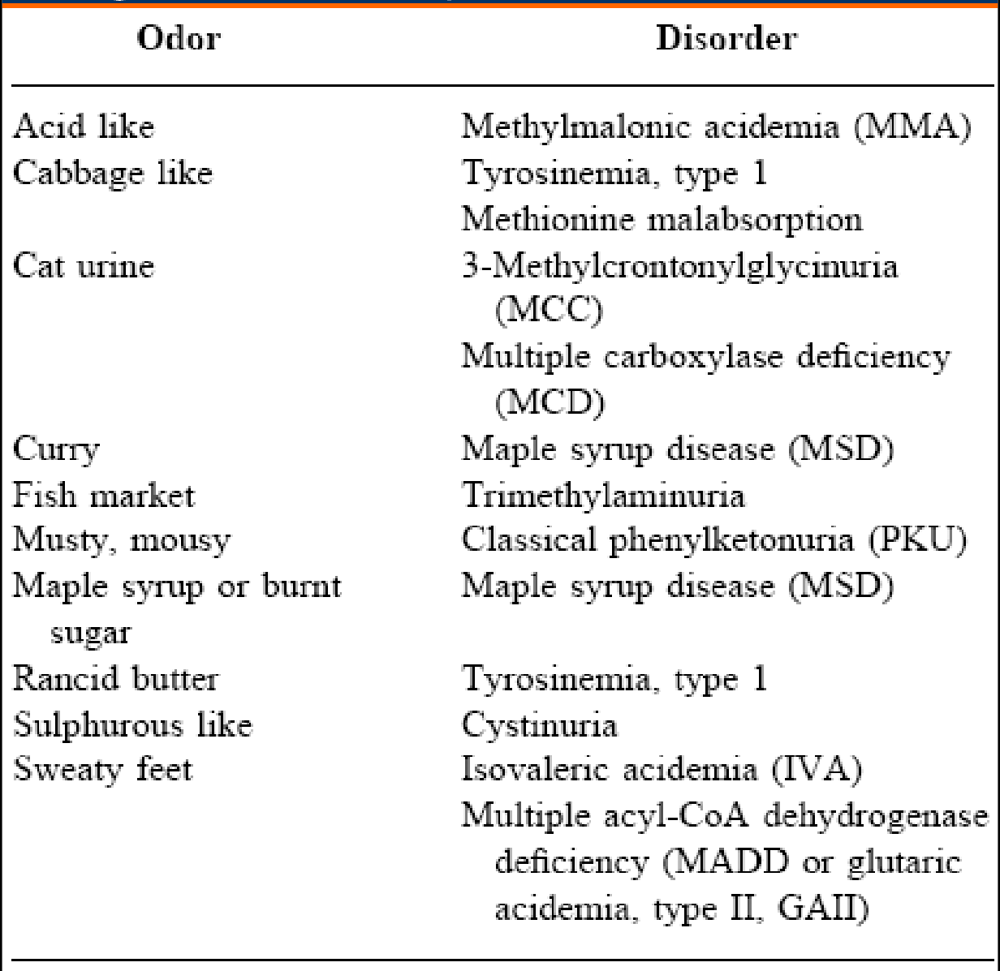 Odor Disorder
Acid like Methylmalonic acidemia (MMA)
Cabbage like Tyrosinemia, type 1
Methionine malabsorption
Cat urine 3-Methylcrontonylglycinuria
(MCC)
Multiple carboxylase deficiency
(MCD)
Curry Maple syrup disease (MSD)
Fish market Trimethylaminuria
Musty, mousy Classical phenylketonuria (PKU)
Maple syrup or burnt Maple syrup disease (MSD)
sugar
Rancid butter Tyrosinemia, type 1
Sulphurous like Cystinuria
Sweaty feet Isovaleric acidemia (IVA)
Multiple acyl-CoA dehydrogenase
deficiency (MADD or glutaric
acidemia, type II, GAII)